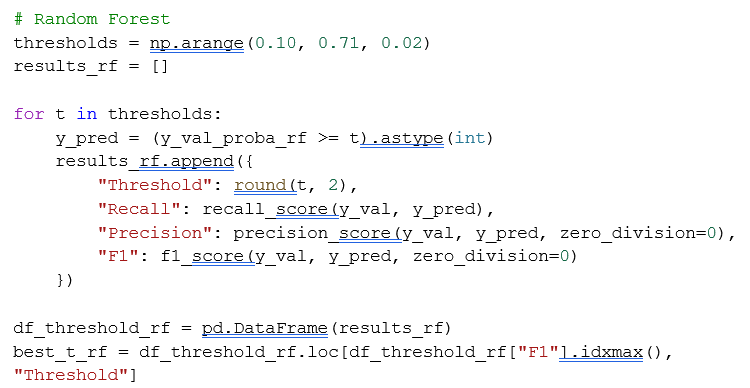 # Random Forest
thresholds = np.arange(0.10, 0.71, 0.02)
results_rf = []

for t in thresholds:
    y_pred = (y_val_proba_rf >= t).astype(int)
    results_rf.append({
        "Threshold": round(t, 2),
        "Recall": recall_score(y_val, y_pred),
        "Precision": precision_score(y_val, y_pred, zero_division=0),
        "F1": f1_score(y_val, y_pred, zero_division=0)
    })

df_threshold_rf = pd.DataFrame(results_rf)
best_t_rf = df_threshold_rf.loc[df_threshold_rf["F1"].idxmax(),
"Threshold"]